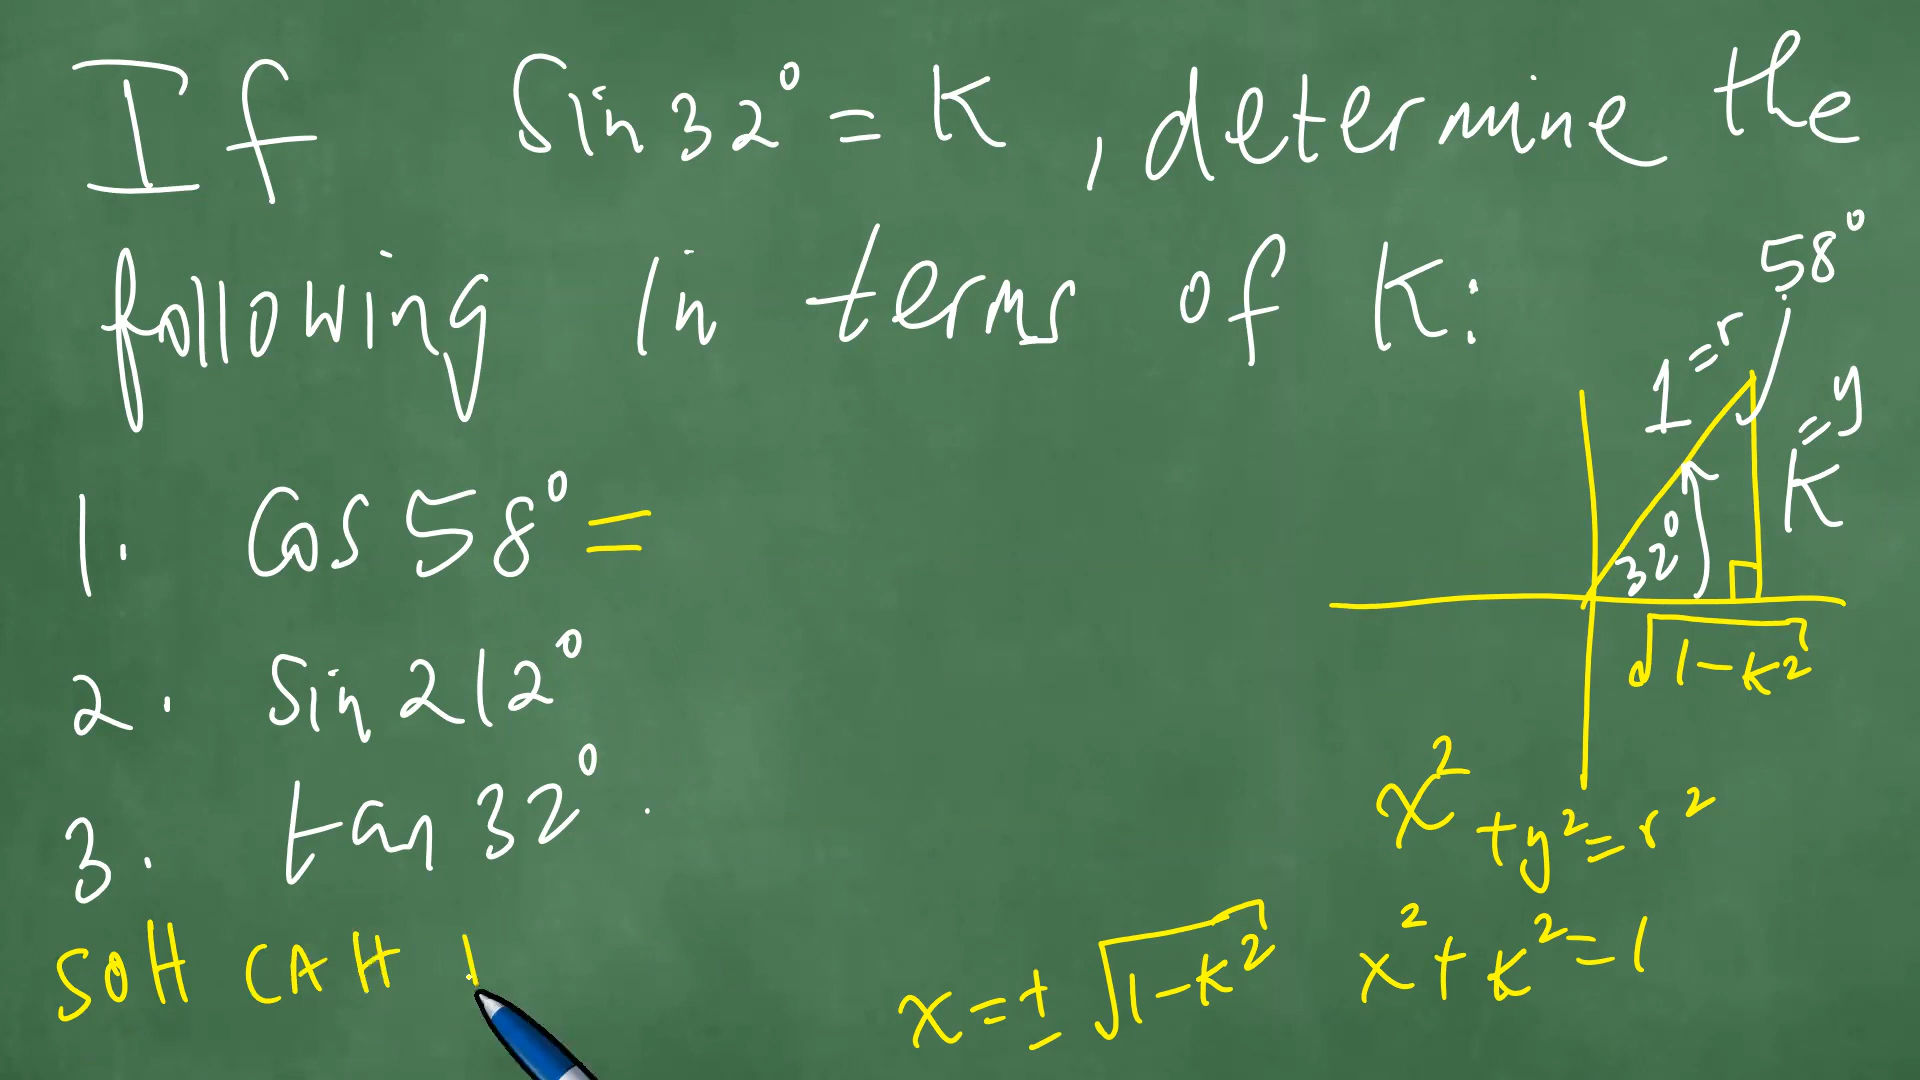 If Sin 32° = K, determine the
following in terms of K:
58°
1 = r
K = y
32°
√1-K²
1. Cos 58° =
2. Sin 212°
3. tan 32°.
x² + y² = r²
x² + K² = 1
x = ± √1-K²
SOH CAH